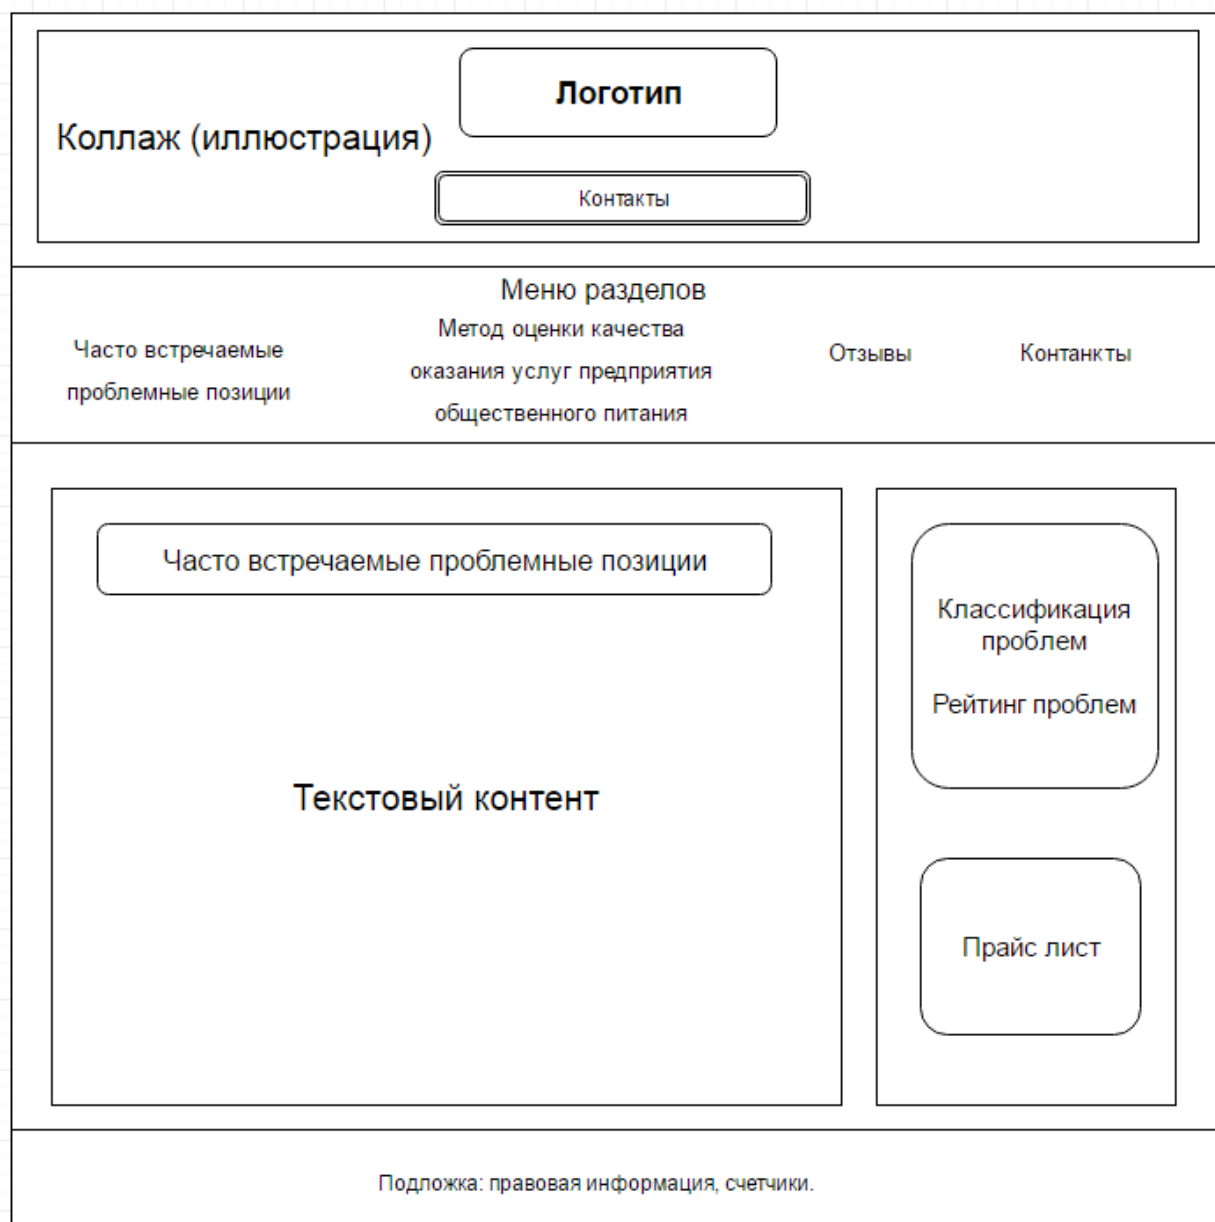 Логотип
Коллаж (иллюстрация)
Контакты
Меню разделов
Часто встречаемые
проблемные позиции
Метод оценки качества
оказания услуг предприятия
общественного питания
Отзывы
Контанкты
Часто встречаемые проблемные позиции
Текстовый контент
Классификация
проблем
Рейтинг проблем
Прайс лист
Подложка: правовая информация, счетчики.